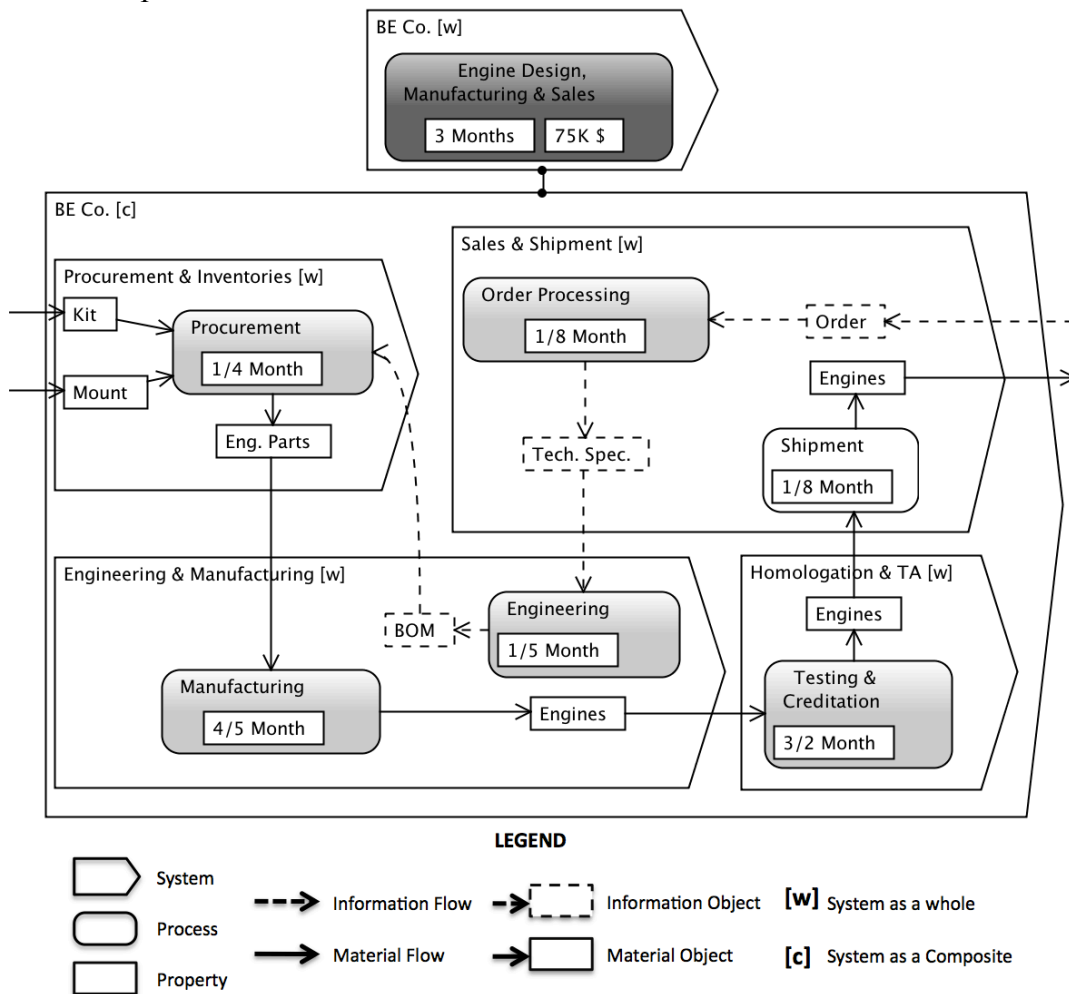 BE Co. [w]
Engine Design,
Manufacturing & Sales
3 Months
75K $
BE Co. [c]
Procurement & Inventories [w]
Kit
Mount
Procurement
1/4 Month
Eng. Parts
Sales & Shipment [w]
Order Processing
1/8 Month
Order
Engines
Tech. Spec.
Shipment
1/8 Month
Engineering & Manufacturing [w]
BOM
Engineering
1/5 Month
Manufacturing
4/5 Month
Engines
Homologation & TA [w]
Engines
Testing &
Creditation
3/2 Month
LEGEND
System
Process
Property
Information Flow
Material Flow
Information Object
Material Object
[w] System as a whole
[c] System as a Composite